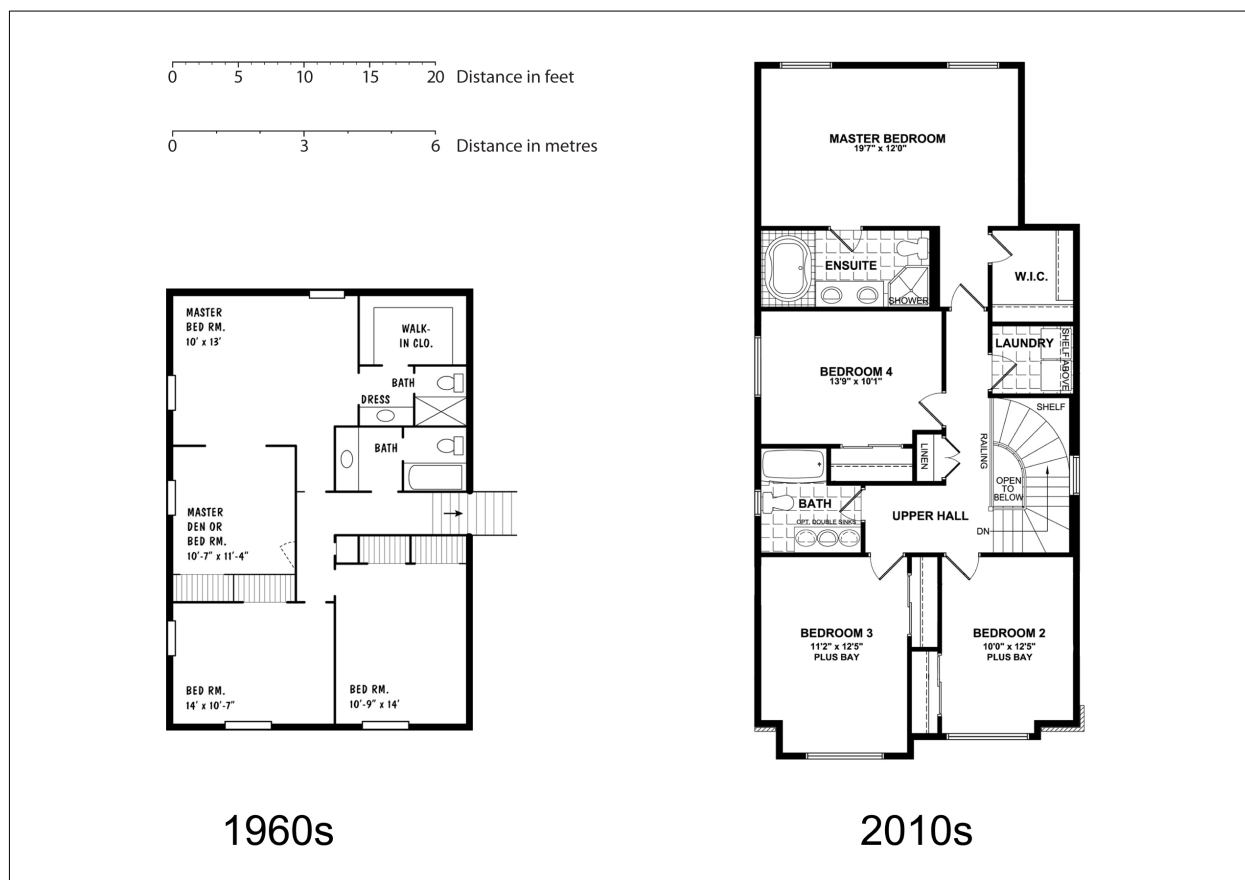 0 5 10 15 20 Distance in feet
0 3 6 Distance in metres
MASTER
BED RM.
10' x 13'
WALK-
IN CLO.
BATH
DRESS
BATH
MASTER
DEN OR
BED RM.
10'-7" x 11'-4"
BED RM.
14' x 10'-7"
BED RM.
10'-9" x 14'
1960s
MASTER BEDROOM
19'7" x 12'0"
ENSUITE
SHOWER
W.I.C.
LAUNDRY
SHELF ABOVE
BEDROOM 4
13'9" x 10'1"
SHELF
RAILING
LINEN
OPEN
TO
BELOW
BATH
OPT. DOUBLE SINKS
UPPER HALL
DN
BEDROOM 3
11'2" x 12'5"
PLUS BAY
BEDROOM 2
10'0" x 12'5"
PLUS BAY
2010s